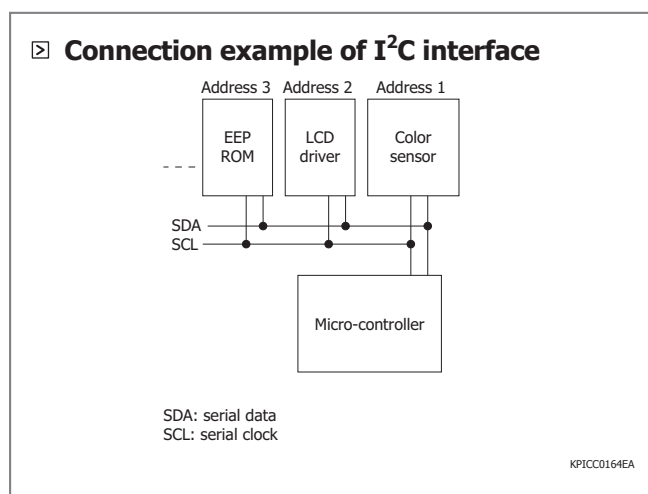 Connection example of I²C interface
Address 3 Address 2 Address 1
EEP
ROM
LCD
driver
Color
sensor
SDA
SCL
Micro-controller
SDA: serial data
SCL: serial clock
KPICC0164EA